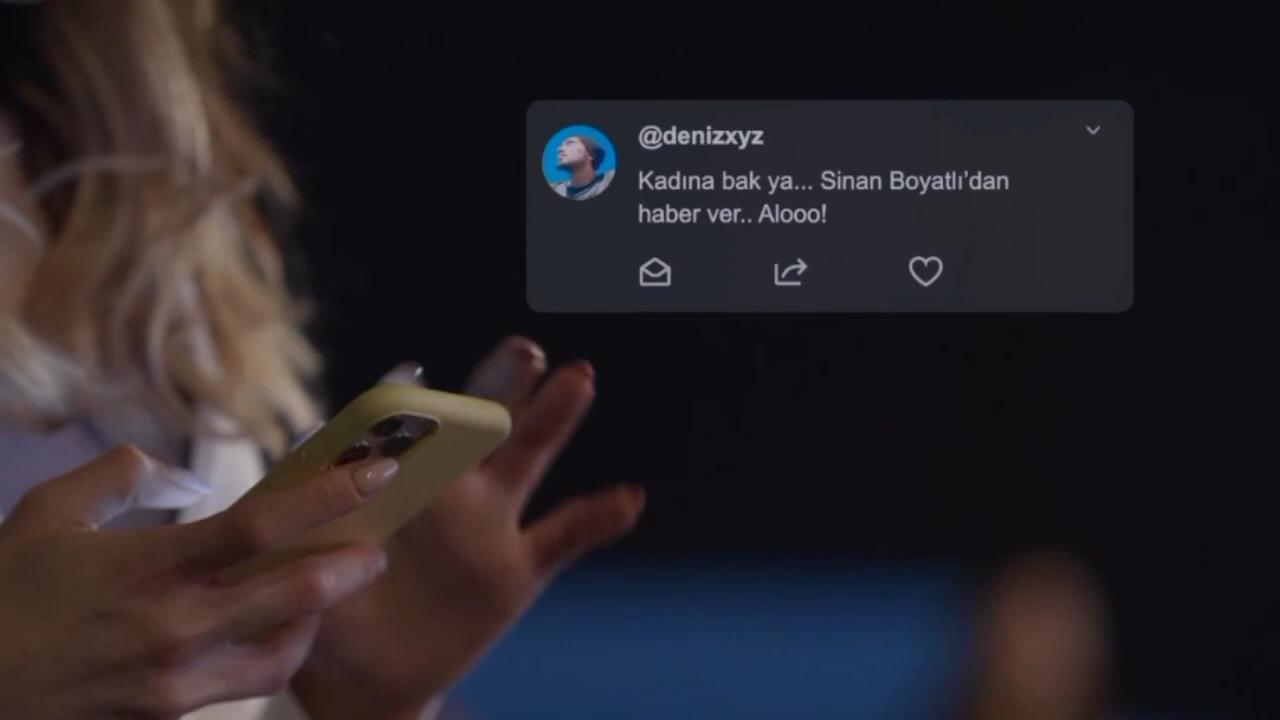 @denizxyz
Kadına bak ya... Sinan Boyatlı’dan
haber ver.. Alooo!